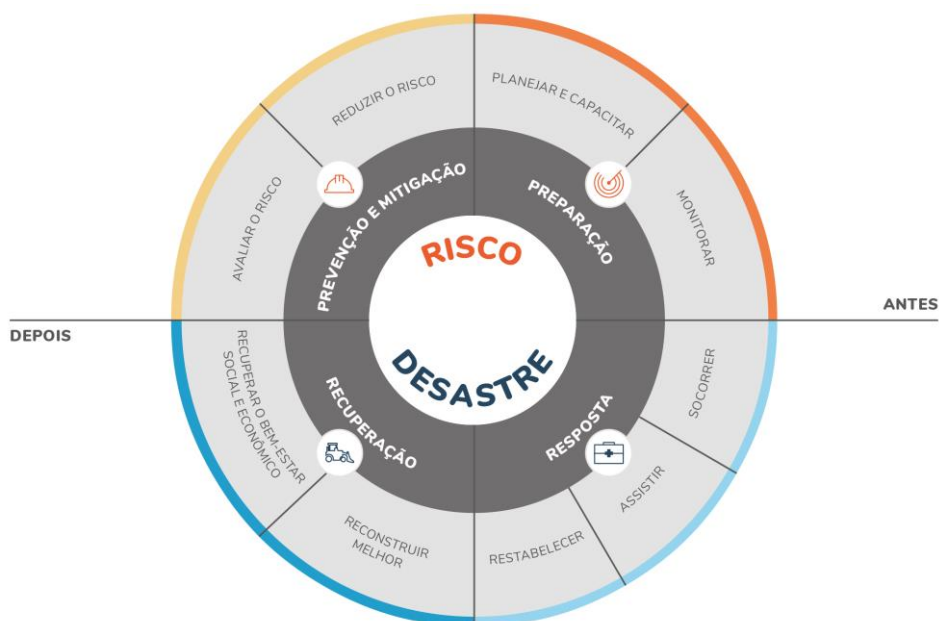 REDUZIR O RISCO
PLANEJAR E CAPACITAR
AVALIAR O RISCO
PREVENÇÃO E MITIGAÇÃO
PREPARAÇÃO
MONITORAR
RISCO
ANTES
DEPOIS
DESASTRE
RECUPERAR O BEM-ESTAR
SOCIAL E ECONÔMICO
RECUPERAÇÃO
RESPOSTA
SOCORRER
ASSISTIR
RECONSTRUIR
MELHOR
RESTABELECER